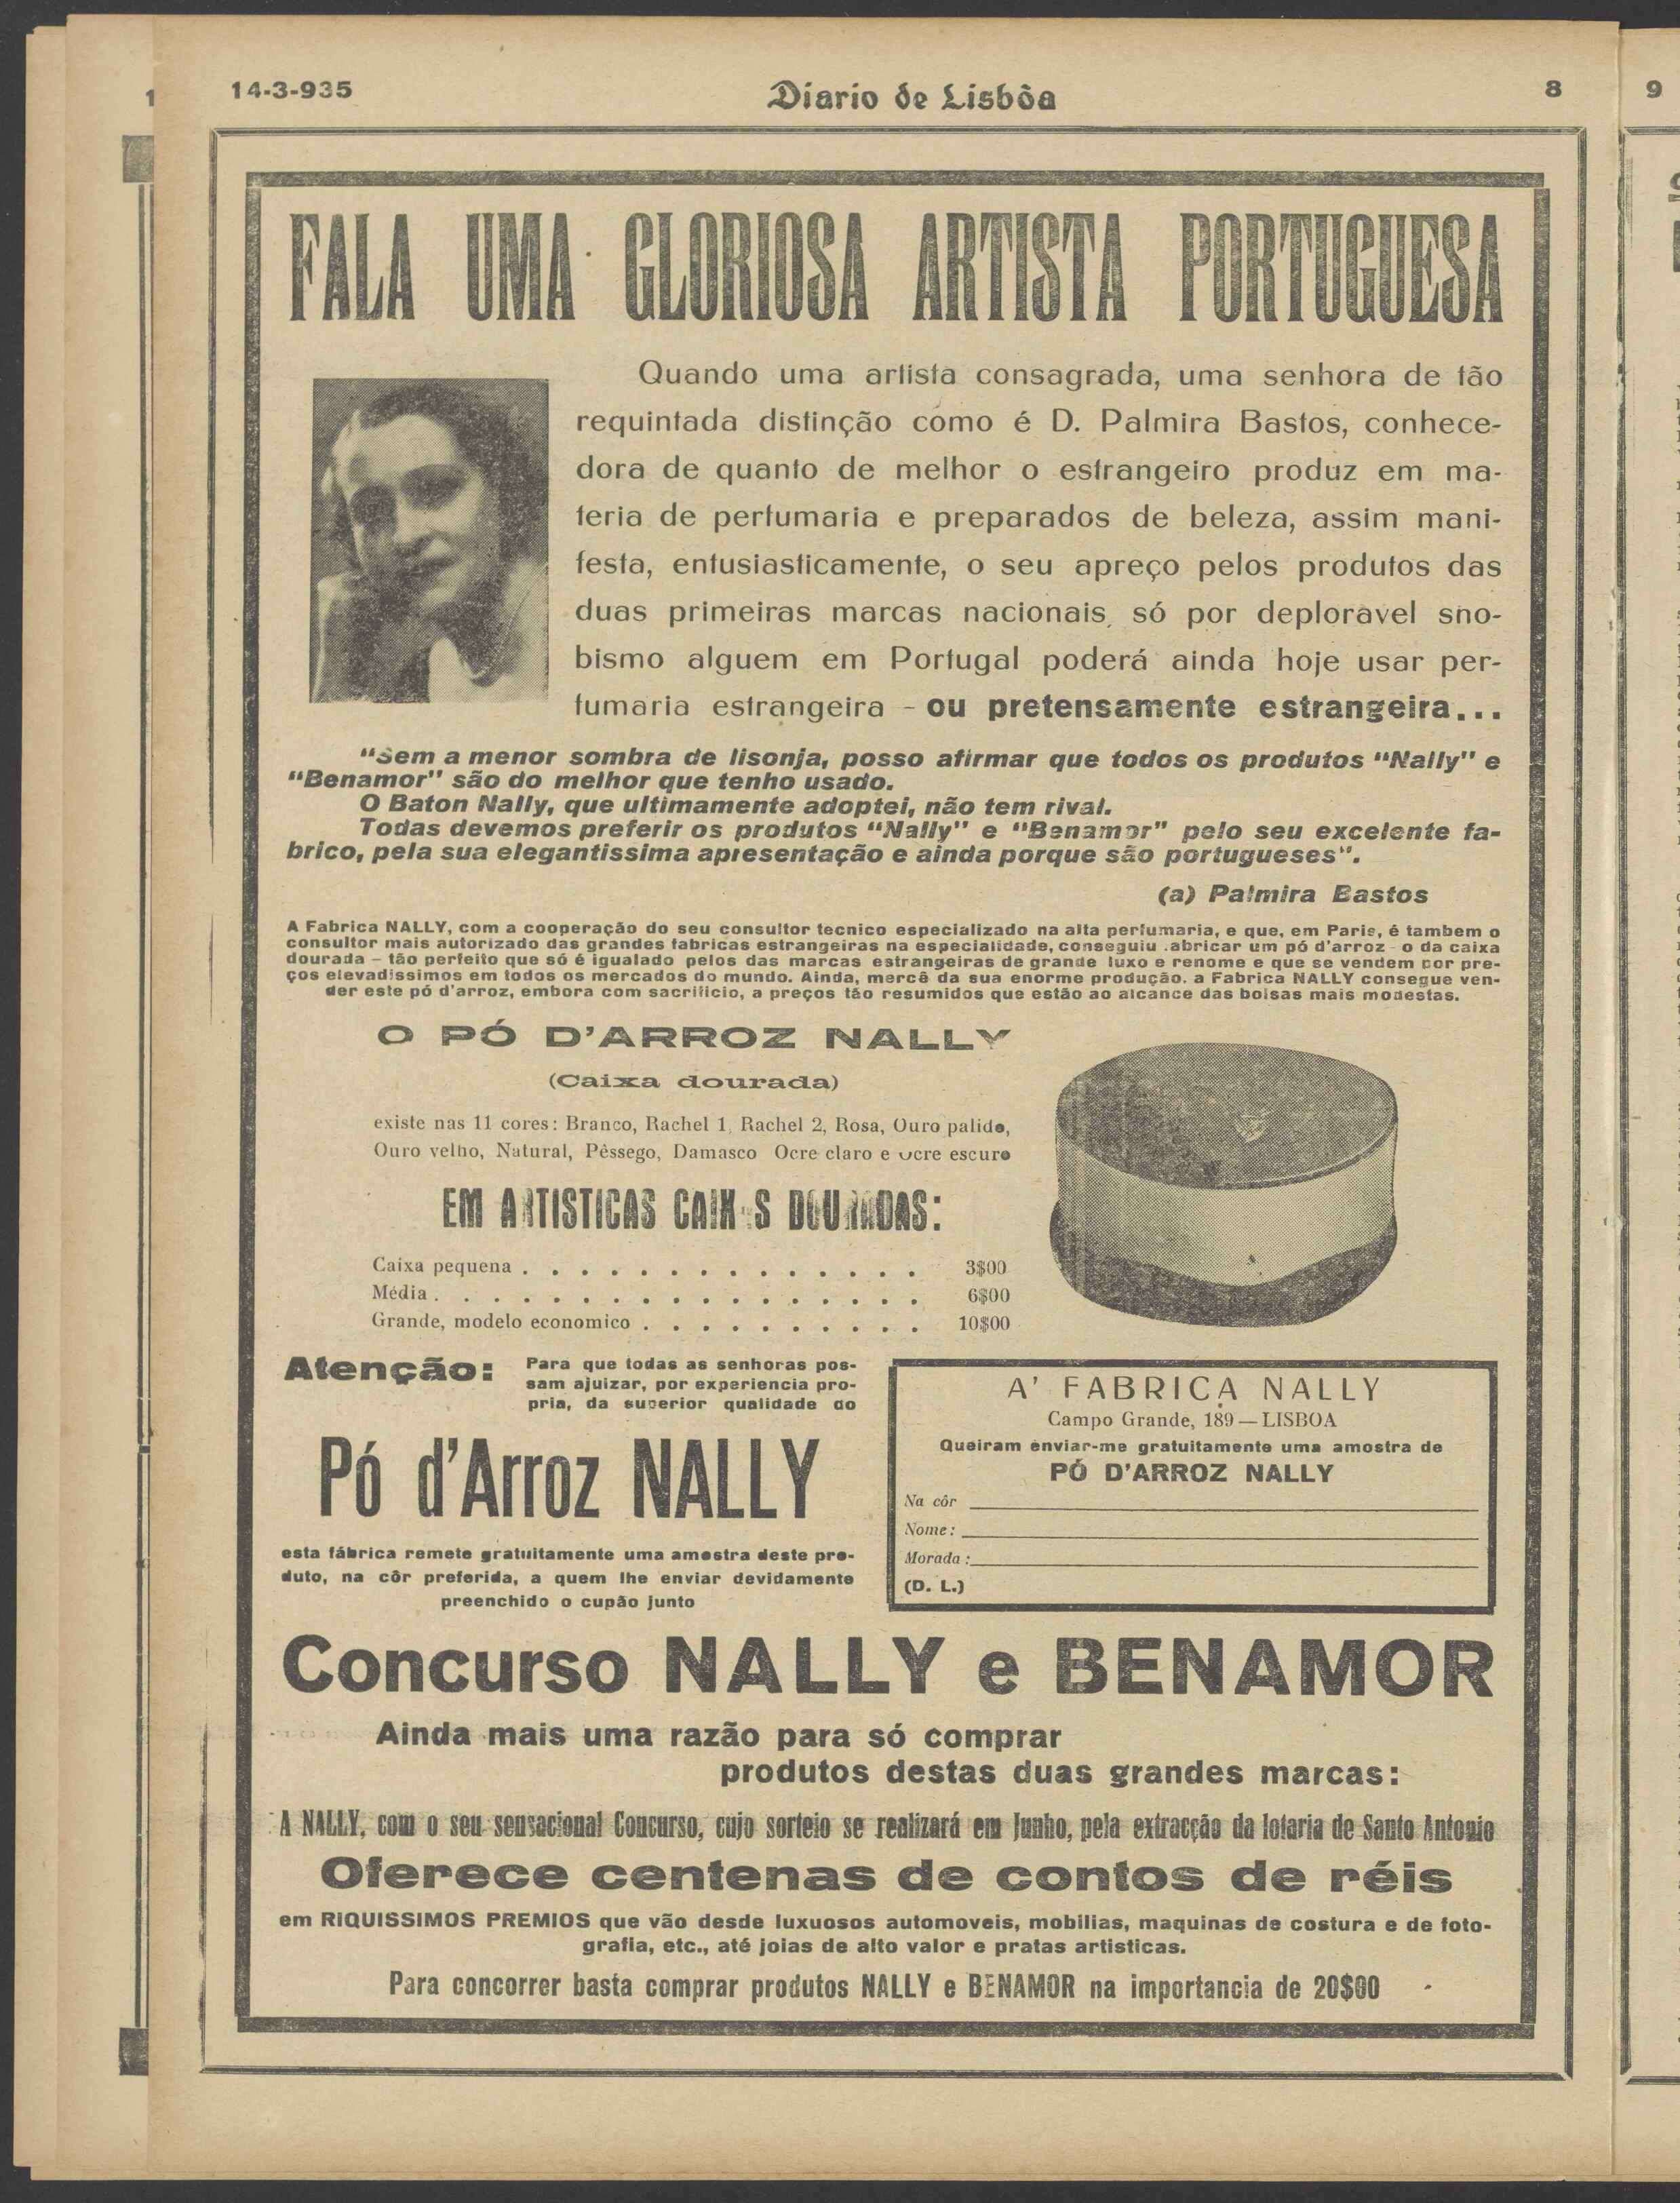 14-3-935
Diario de Lisbôa
8
9
FALA UMA GLORIOSA ARTISTA PORTUGUESA
Quando uma artista consagrada, uma senhora de tão
requintada distinção como é D. Palmira Bastos, conhece-
dora de quanto de melhor o estrangeiro produz em ma-
teria de perfumaria e preparados de beleza, assim mani-
festa, entusiasticamente, o seu apreço pelos produtos das
duas primeiras marcas nacionais, só por deploravel sno-
bismo alguem em Portugal poderá ainda hoje usar per-
fumaria estrangeira - ou pretensamente estrangeira...
"Sem a menor sombra de lisonja, posso afirmar que todos os produtos "Nally" e
"Benamor" são do melhor que tenho usado.
O Baton Nally, que ultimamente adoptei, não tem rival.
Todas devemos preferir os produtos "Nally" e "Benamor" pelo seu excelente fa-
brico, pela sua elegantissima apresentação e ainda porque são portugueses".
(a) Palmira Bastos
A Fabrica NALLY, com a cooperação do seu consultor tecnico especializado na alta perfumaria, e que, em Paris, é tambem o
consultor mais autorizado das grandes fabricas estrangeiras na especialidade, conseguiu fabricar um pó d'arroz - o da caixa
dourada - tão perfeito que só é igualado pelos das marcas estrangeiras de grande luxo e renome e que se vendem por pre-
ços elevadissimos em todos os mercados do mundo. Ainda, mercê da sua enorme produção, a Fabrica NALLY consegue ven-
der este pó d'arroz, embora com sacrificio, a preços tão resumidos que estão ao alcance das bolsas mais modestas.
O PÓ D'ARROZ NALLY
(Caixa dourada)
existe nas 11 cores: Branco, Rachel 1, Rachel 2, Rosa, Ouro palido,
Ouro velho, Natural, Pêssego, Damasco Ocre claro e ocre escuro
EM ARTISTICAS CAIXAS DOURADAS:
Caixa pequena . . . . . . . . . . . . . . 3$00
Média . . . . . . . . . . . . . . . . . 6$00
Grande, modelo economico . . . . . . . . . . 10$00
Atenção: Para que todas as senhoras pos-
sam ajuizar, por experiencia pro-
pria, da superior qualidade do
Pó d'Arroz NALLY
esta fábrica remete gratuitamente uma amostra deste pro-
duto, na côr preferida, a quem lhe enviar devidamente
preenchido o cupão junto
A' FABRICA NALLY
Campo Grande, 189 — LISBOA
Queiram enviar-me gratuitamente uma amostra de
PÓ D'ARROZ NALLY
Na côr
Nome:
Morada:
(D. L.)
Concurso NALLY e BENAMOR
Ainda mais uma razão para só comprar
produtos destas duas grandes marcas:
A NALLY, com o seu sensacional Concurso, cujo sorteio se realizará em Junho, pela extracção da lotaria de Santo Antonio
Oferece centenas de contos de réis
em RIQUISSIMOS PREMIOS que vão desde luxuosos automoveis, mobilias, maquinas de costura e de foto-
grafia, etc., até joias de alto valor e pratas artisticas.
Para concorrer basta comprar produtos NALLY e BENAMOR na importancia de 20$00